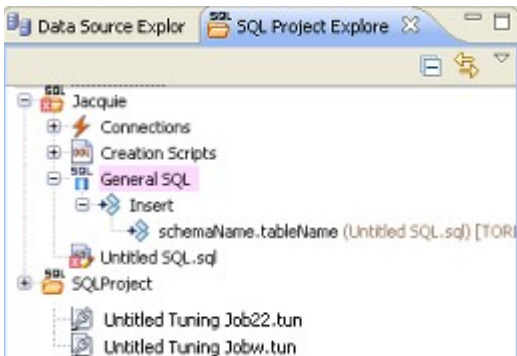 Data Source Explor SQL Project Explore
Jacquie
Connections
Creation Scripts
General SQL
Insert
schemaName.tableName (Untitled SQL.sql) [TORI
Untitled SQL.sql
SQLProject
Untitled Tuning Job22.tun
Untitled Tuning Jobw.tun